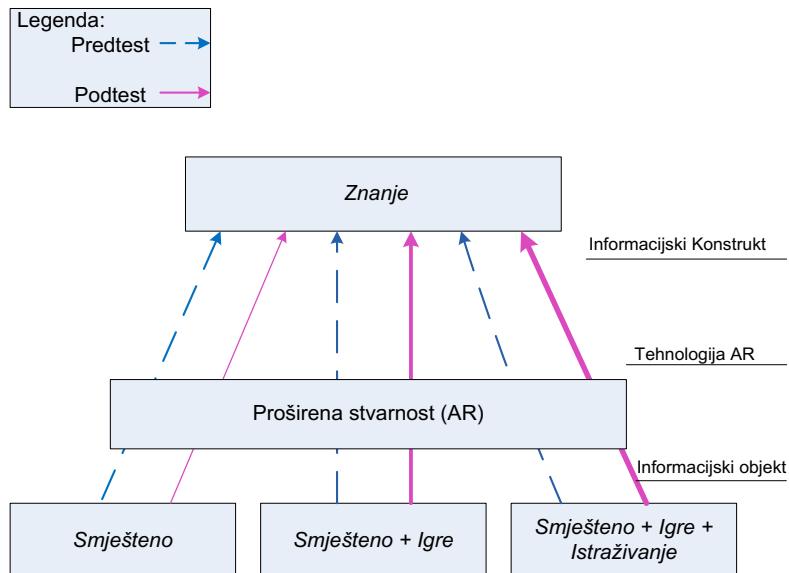 Legenda:
Predtest
Podtest
Znanje
Informacijski Konstrukt
Tehnologija AR
Proširena stvarnost (AR)
Informacijski objekt
Smješteno
Smješteno + Igre
Smješteno + Igre +
Istraživanje